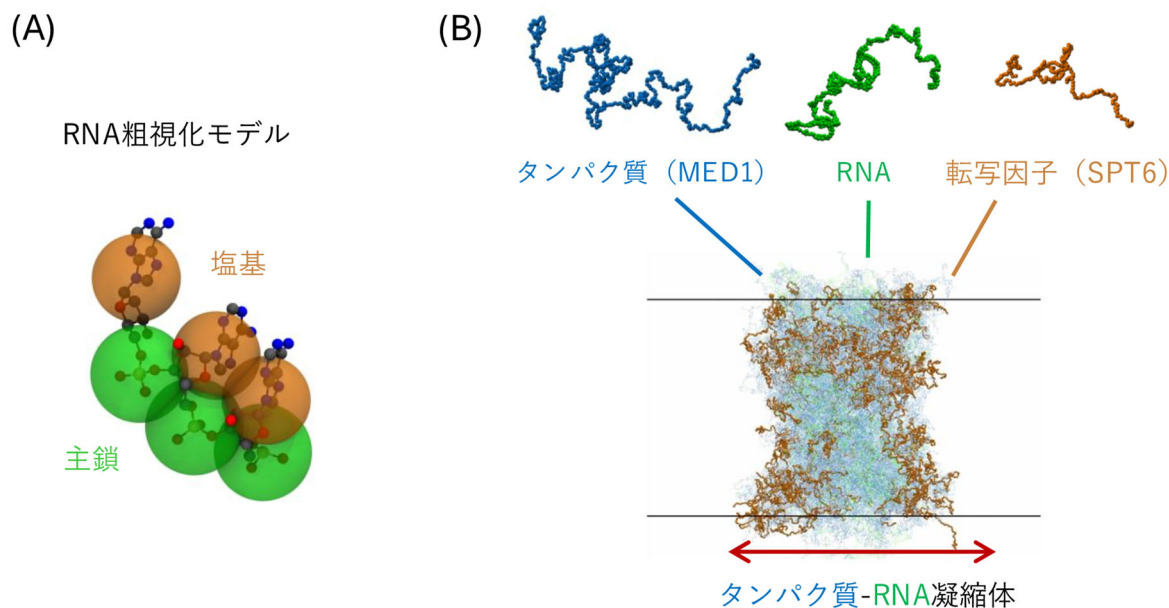 (A)
RNA粗視化モデル
塩基
主鎖
(B)
タンパク質（MED1）
RNA
転写因子（SPT6）
タンパク質-RNA凝縮体